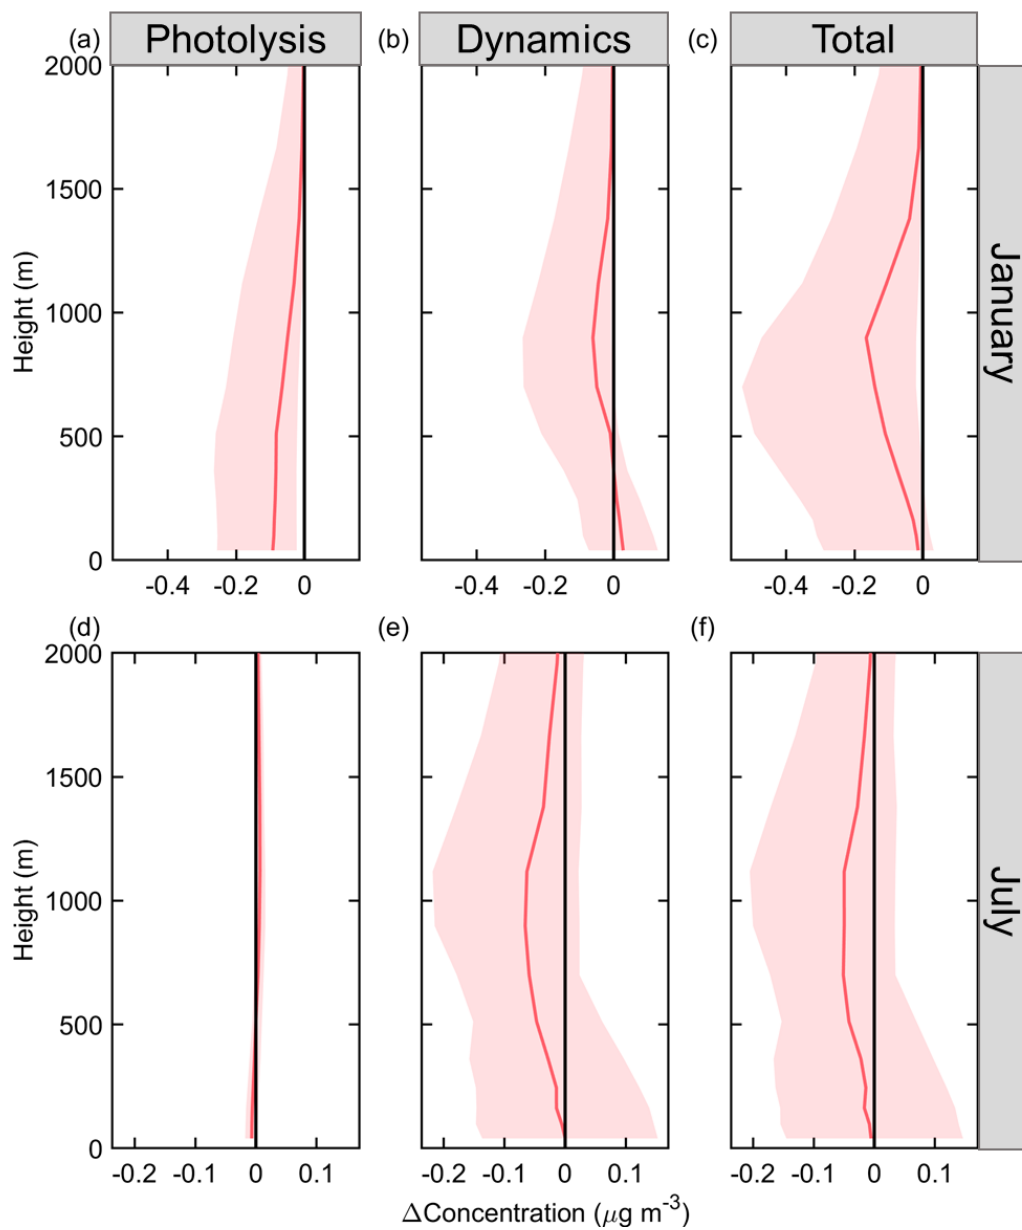 (a) Photolysis (b) Dynamics (c) Total
2000
1500
1000
500
0
Height (m)
-0.4 -0.2 0 -0.4 -0.2 0 -0.4 -0.2 0
January
(d) (e) (f)
2000
1500
1000
500
0
Height (m)
-0.2 -0.1 0 0.1 -0.2 -0.1 0 0.1 -0.2 -0.1 0 0.1
July
ΔConcentration (μg m⁻³)